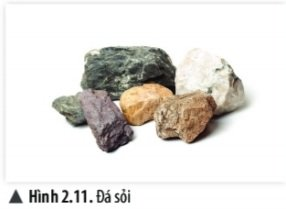 ▲ Hình 2.11. Đá sỏi